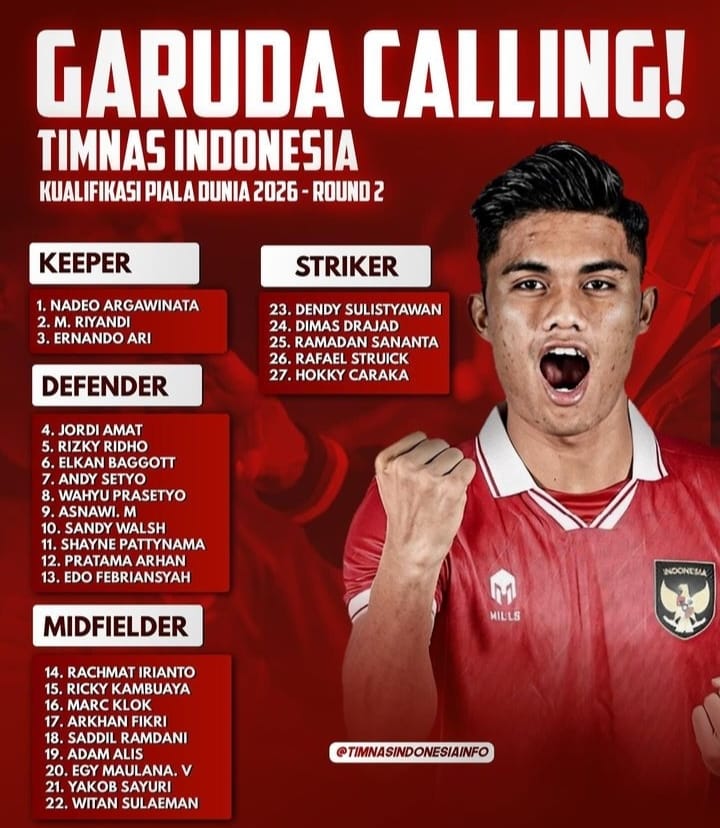 GARUDA CALLING!
TIMNAS INDONESIA
KUALIFIKASI PIALA DUNIA 2026 - ROUND 2
KEEPER
1. NADEO ARGAWINATA
2. M. RIYANDI
3. ERNANDO ARI
DEFENDER
4. JORDI AMAT
5. RIZKY RIDHO
6. ELKAN BAGGOTT
7. ANDY SETYO
8. WAHYU PRASETYO
9. ASNAWI. M
10. SANDY WALSH
11. SHAYNE PATTYNAMA
12. PRATAMA ARHAN
13. EDO FEBRIANSYAH
MIDFIELDER
14. RACHMAT IRIANTO
15. RICKY KAMBUAYA
16. MARC KLOK
17. ARKHAN FIKRI
18. SADDIL RAMDANI
19. ADAM ALIS
20. EGY MAULANA. V
21. YAKOB SAYURI
22. WITAN SULAEMAN
STRIKER
23. DENDY SULISTYAWAN
24. DIMAS DRAJAD
25. RAMADAN SANANTA
26. RAFAEL STRUICK
27. HOKKY CARAKA
MILLS
INDONESIA
@TIMNASINDONESIAINFO